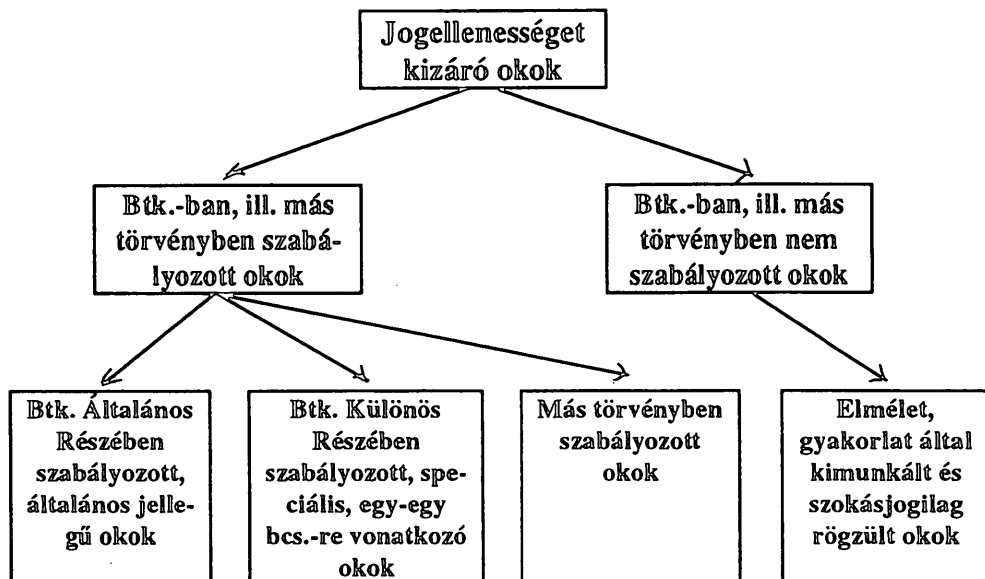 Jogellenességet
kizáró okok
Btk.-ban, ill. más
törvényben szabá-
lyozott okok
Btk.-ban, ill. más
törvényben nem
szabályozott okok
Btk. Általános
Részében
szabályozott,
általános jelle-
gű okok
Btk. Különös
Részében
szabályozott, spe-
ciális, egy-egy
bcs.-re vonatkozó
okok
Más törvényben
szabályozott
okok
Elmélet,
gyakorlat által
kimunkált és
szokásjogilag
rögzült okok